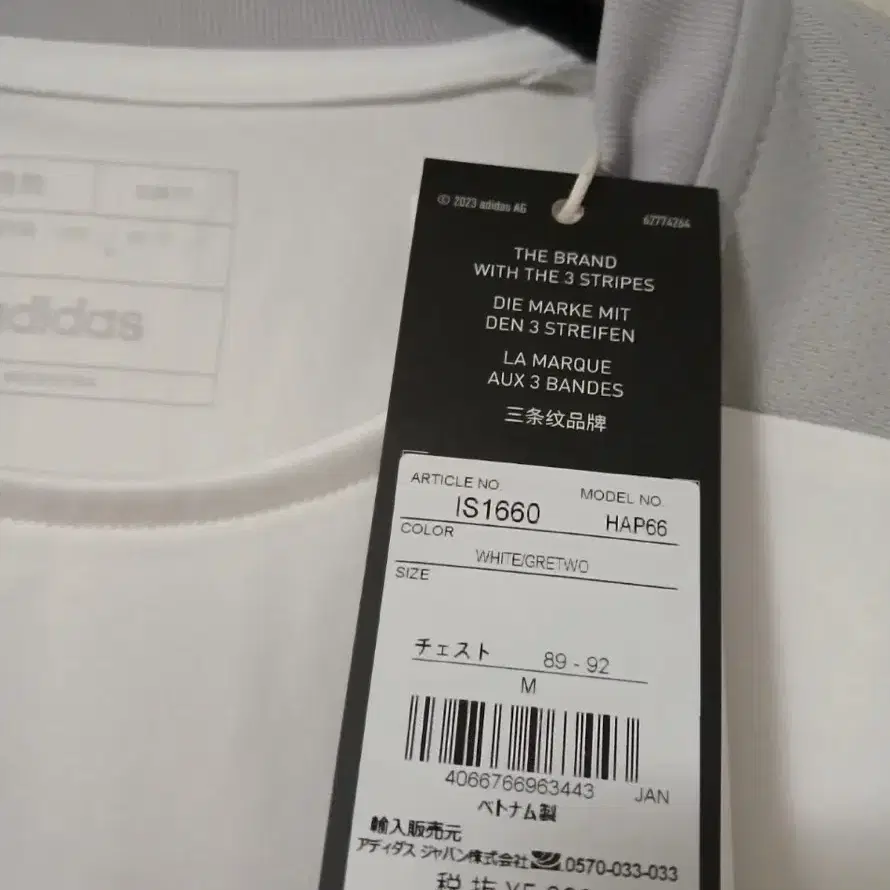 © 2023 adidas AG
62774264
THE BRAND
WITH THE 3 STRIPES
DIE MARKE MIT
DEN 3 STREIFEN
LA MARQUE
AUX 3 BANDES
三条纹品牌
adidas
ARTICLE NO.
MODEL NO.
IS1660
HAP66
COLOR
WHITE/GRETWO
SIZE
チェスト 89 - 92
M
4066766963443 JAN
ベトナム製
輸入販売元
アディダス ジャパン株式会社 0570-033-033
税抜